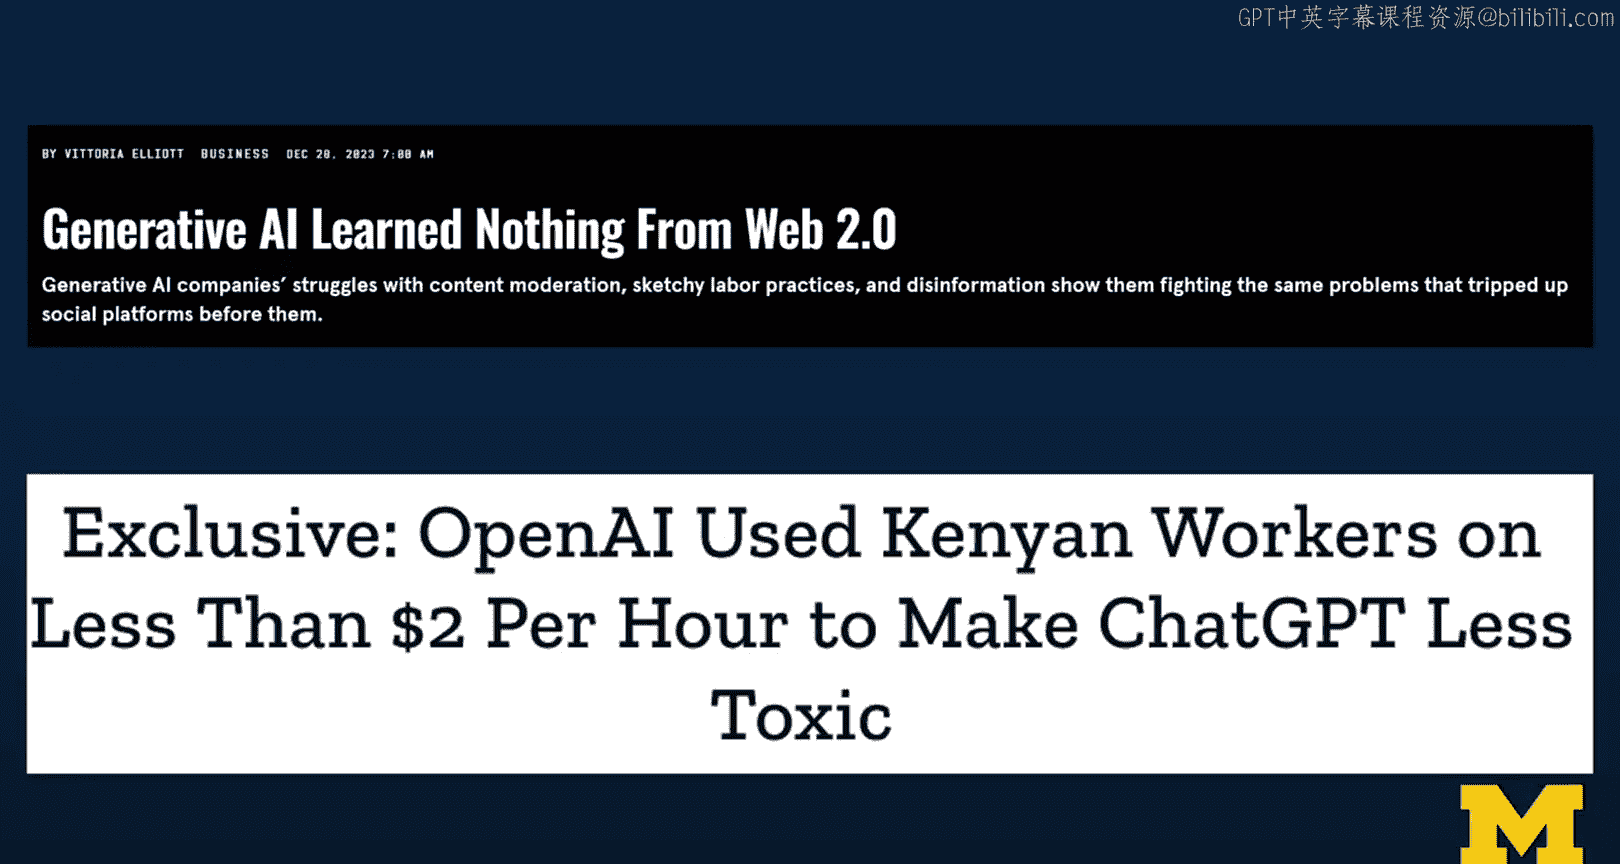 GPT中英字幕课程资源@bilibili.com
BY VITTORIA ELLIOTT BUSINESS DEC 20, 2023 7:00 AM
Generative AI Learned Nothing From Web 2.0
Generative AI companies’ struggles with content moderation, sketchy labor practices, and disinformation show them fighting the same problems that tripped up
social platforms before them.
Exclusive: OpenAI Used Kenyan Workers on
Less Than $2 Per Hour to Make ChatGPT Less
Toxic
M